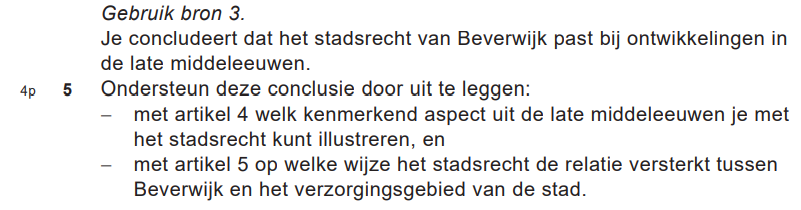 Gebruik bron 3.
Je concludeert dat het stadsrecht van Beverwijk past bij ontwikkelingen in
de late middeleeuwen.
4p 5 Ondersteun deze conclusie door uit te leggen:
– met artikel 4 welk kenmerkend aspect uit de late middeleeuwen je met
het stadsrecht kunt illustreren, en
– met artikel 5 op welke wijze het stadsrecht de relatie versterkt tussen
Beverwijk en het verzorgingsgebied van de stad.